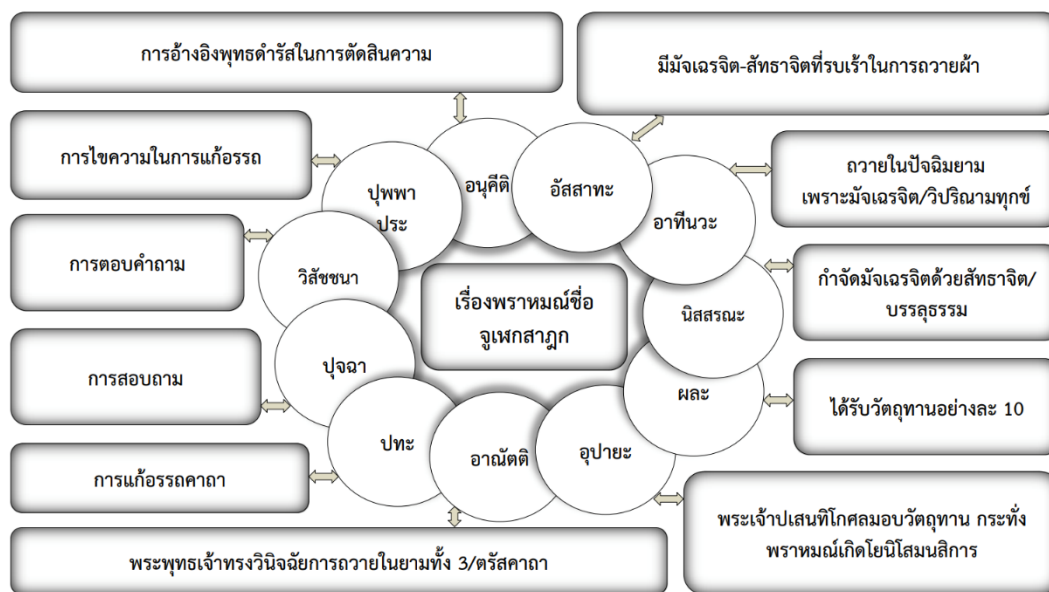 การอ้างอิงพุทธดำรัสในการตัดสินความ
มีมัจเฉรจิต-สัทธาจิตที่รบเร้าในการถวายผ้า
การไขความในการแก้อรรถ
ถวายในปัจฉิมยาม
เพราะมัจเฉรจิต/วิปริณามทุกข์
อนุคีติ
อัสสาทะ
ปุพพา
ประ
อาทีนวะ
การตอบคำถาม
วิสัชชนา
เรื่องพราหมณ์ชื่อ
จูเฬกสาฎก
นิสสรณะ
กำจัดมัจเฉรจิตด้วยสัทธาจิต/
บรรลุธรรม
การสอบถาม
ปุจฉา
ผละ
ได้รับวัตถุทานอย่างละ 10
ปทะ
อาณัตติ
อุปายะ
การแก้อรรถคาถา
พระเจ้าปเสนทิโกศลมอบวัตถุทาน กระทั่ง
พราหมณ์เกิดโยนิโสมนสิการ
พระพุทธเจ้าทรงวินิจฉัยการถวายในยามทั้ง 3/ตรัสคาถา